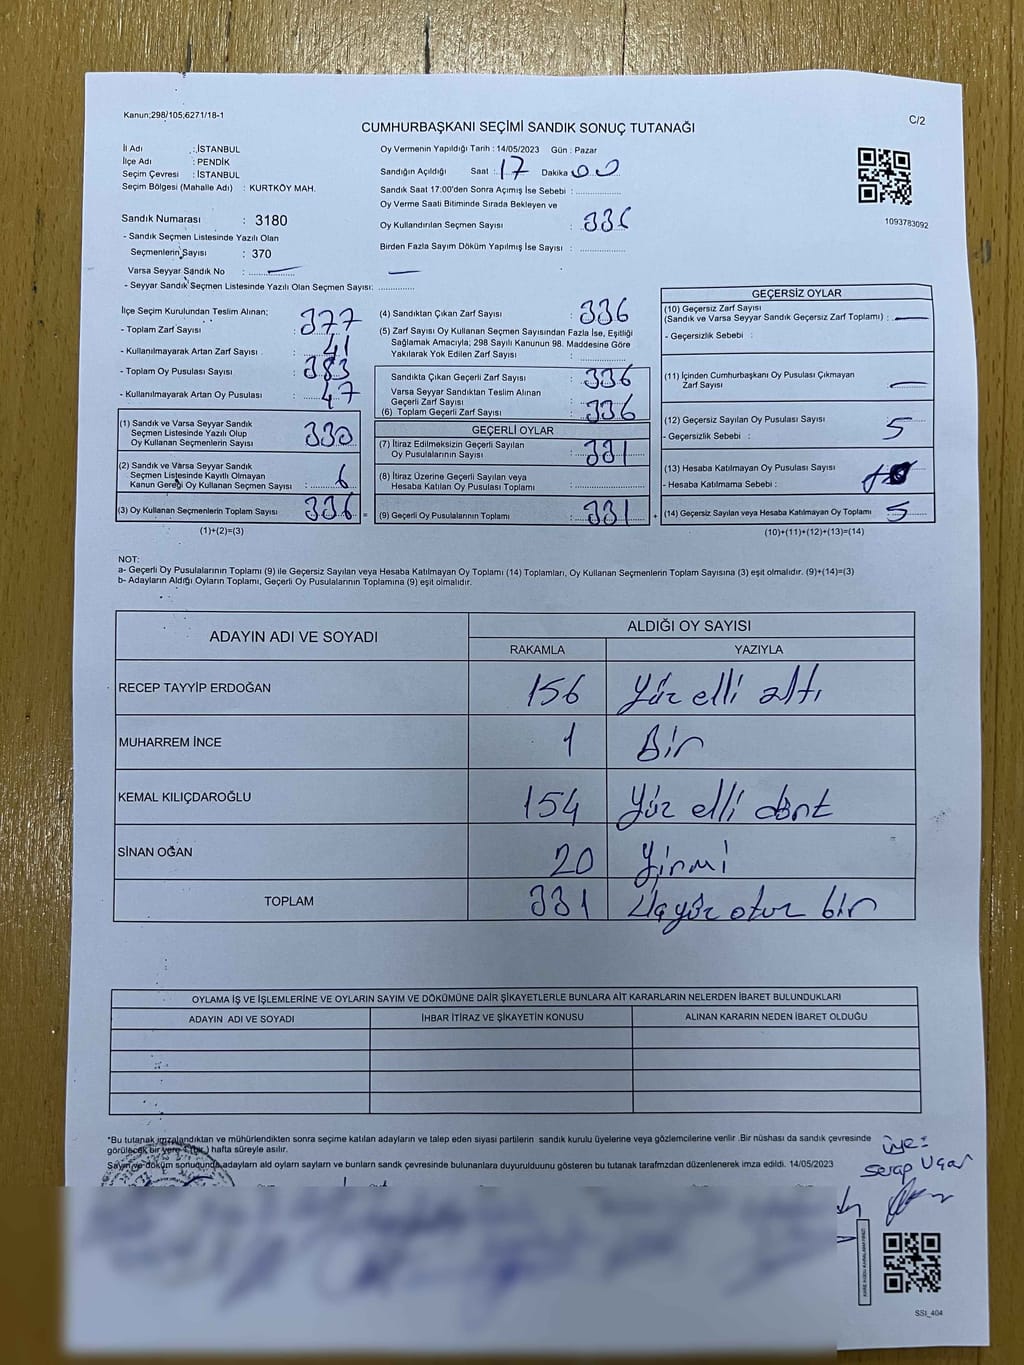 Kanun;298/105;6271/18-1
C/2
CUMHURBAŞKANI SEÇİMİ SANDIK SONUÇ TUTANAĞI
İl Adı : İSTANBUL
İlçe Adı : PENDİK
Seçim Çevresi : İSTANBUL
Seçim Bölgesi (Mahalle Adı) : KURTKÖY MAH.
Sandık Numarası : 3180
- Sandık Seçmen Listesinde Yazılı Olan
Seçmenlerin Sayısı : 370
Varsa Seyyar Sandık No : —
- Seyyar Sandık Seçmen Listesinde Yazılı Olan Seçmen Sayısı: —
Oy Vermenin Yapıldığı Tarih : 14/05/2023 Gün : Pazar
Sandığın Açıldığı Saat : 17 Dakika 00
Sandık Saat 17:00'den Sonra Açımış İse Sebebi :
Oy Verme Saati Bitiminde Sırada Bekleyen ve
Oy Kullandırılan Seçmen Sayısı : 336
Birden Fazla Sayım Döküm Yapılmış İse Sayısı :
1093783092
İlçe Seçim Kurulundan Teslim Alınan;
- Toplam Zarf Sayısı : 377
- Kullanılmayarak Artan Zarf Sayısı : 41
- Toplam Oy Pusulası Sayısı : 383
- Kullanılmayarak Artan Oy Pusulası : 47
(1) Sandık ve Varsa Seyyar Sandık
Seçmen Listesinde Yazılı Olup
Oy Kullanan Seçmenlerin Sayısı : 330
(2) Sandık ve Varsa Seyyar Sandık
Seçmen Listesinde Kayıtlı Olmayan
Kanun Gereği Oy Kullanan Seçmen Sayısı : 6
(3) Oy Kullanan Seçmenlerin Toplam Sayısı : 336
(1)+(2)=(3)
(4) Sandıktan Çıkan Zarf Sayısı : 336
(5) Zarf Sayısı Oy Kullanan Seçmen Sayısından Fazla İse, Eşitliği
Sağlamak Amacıyla; 298 Sayılı Kanunun 98. Maddesine Göre
Yakılarak Yok Edilen Zarf Sayısı :
Sandıkta Çıkan Geçerli Zarf Sayısı : 336
Varsa Seyyar Sandıktan Teslim Alınan
Geçerli Zarf Sayısı :
(6) Toplam Geçerli Zarf Sayısı : 336
GEÇERLİ OYLAR
(7) İtiraz Edilmeksizin Geçerli Sayılan
Oy Pusulalarının Sayısı : 331
(8) İtiraz Üzerine Geçerli Sayılan veya
Hesaba Katılan Oy Pusulası Toplamı :
(9) Geçerli Oy Pusulalarının Toplamı : 331
GEÇERSİZ OYLAR
(10) Geçersiz Zarf Sayısı
(Sandık ve Varsa Seyyar Sandık Geçersiz Zarf Toplamı) : —
- Geçersizlik Sebebi :
(11) İçinden Cumhurbaşkanı Oy Pusulası Çıkmayan
Zarf Sayısı —
(12) Geçersiz Sayılan Oy Pusulası Sayısı 5
- Geçersizlik Sebebi :
(13) Hesaba Katılmayan Oy Pusulası Sayısı
- Hesaba Katılmama Sebebi :
(14) Geçersiz Sayılan veya Hesaba Katılmayan Oy Toplamı 5
(10)+(11)+(12)+(13)=(14)
NOT:
a- Geçerli Oy Pusulalarının Toplamı (9) ile Geçersiz Sayılan veya Hesaba Katılmayan Oy Toplamı (14) Toplamları, Oy Kullanan Seçmenlerin Toplam Sayısına (3) eşit olmalıdır. (9)+(14)=(3)
b- Adayların Aldığı Oyların Toplamı, Geçerli Oy Pusulalarının Toplamına (9) eşit olmalıdır.
ADAYIN ADI VE SOYADI
ALDIĞI OY SAYISI
RAKAMLA YAZIYLA
RECEP TAYYİP ERDOĞAN 156 Yüz elli altı
MUHARREM İNCE 1 Bir
KEMAL KILIÇDAROĞLU 154 Yüz elli dört
SİNAN OĞAN 20 Yirmi
TOPLAM 331 Üçyüz otuz bir
OYLAMA İŞ VE İŞLEMLERİNE VE OYLARIN SAYIM VE DÖKÜMÜNE DAİR ŞİKAYETLERLE BUNLARA AİT KARARLARIN NELERDEN İBARET BULUNDUKLARI
ADAYIN ADI VE SOYADI İHBAR İTİRAZ VE ŞİKAYETİN KONUSU ALINAN KARARIN NEDEN İBARET OLDUĞU
*Bu tutanak imzalandıktan ve mühürlendikten sonra seçime katılan adayların ve talep eden siyasi partilerin sandık kurulu üyelerine veya gözlemcilerine verilir .Bir nüshası da sandık çevresinde
görülecek bir yere 1 (bir) hafta süreyle asılır.
Sayım ve döküm sonuqunda adayların ald oyların sayların ve bunların sandk çevresinde bulunanlara duyurulduunu gösteren bu tutanak tarafmzdan düzenlenerek imza edildi. 14/05/2023
Üye:
Serap Uçar
SSI_404